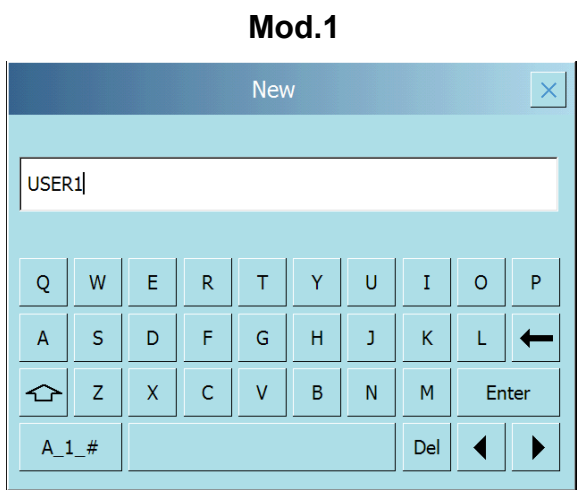 Mod.1
New
USER1
Q W E R T Y U I O P
A S D F G H J K L
Z X C V B N M Enter
A_1_# Del